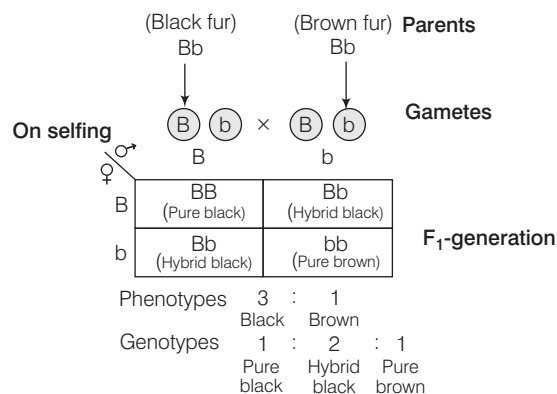 (Black fur) (Brown fur) Parents
Bb Bb
B b × B b Gametes
On selfing
♂ B b
♀
B BB Bb
(Pure black) (Hybrid black)
F₁-generation
b Bb bb
(Hybrid black) (Pure brown)
Phenotypes 3 : 1
Black Brown
Genotypes 1 : 2 : 1
Pure Hybrid Pure
black black brown